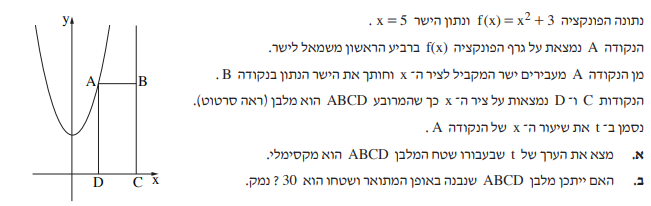 נתונה הפונקציה f(x) = x² + 3 ונתון הישר x = 5 .
הנקודה A נמצאת על גרף הפונקציה f(x) ברביע הראשון משמאל לישר.
מן הנקודה A מעבירים ישר המקביל לציר ה־ x וחותך את הישר הנתון בנקודה B .
הנקודות C ו־ D נמצאות על ציר ה־ x כך שהמרובע ABCD הוא מלבן (ראה סרטוט).
נסמן ב־ t את שיעור ה־ x של הנקודה A .
א. מצא את הערך של t שבעבורו שטח המלבן ABCD הוא מקסימלי.
ב. האם ייתכן מלבן ABCD שנבנה באופן המתואר ושטחו הוא 30 ? נמק.
y
A B
D C x